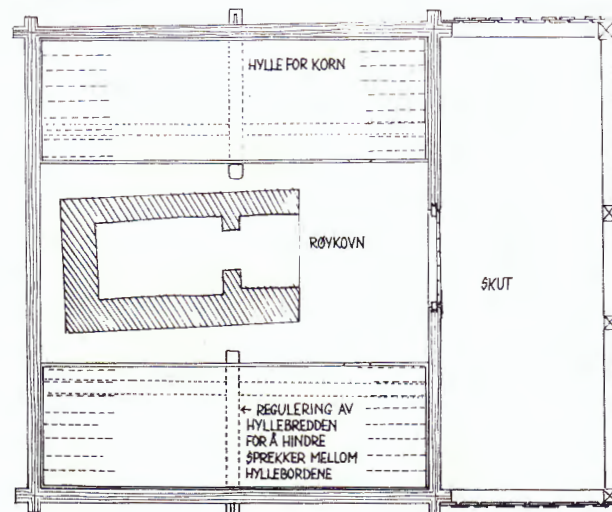 HYLLE FOR KORN
RØYKOVN
SKUT
← REGULERING AV
HYLLEBREDDEN
FOR Å HINDRE
SPREKKER MELLOM
HYLLEBORDENE